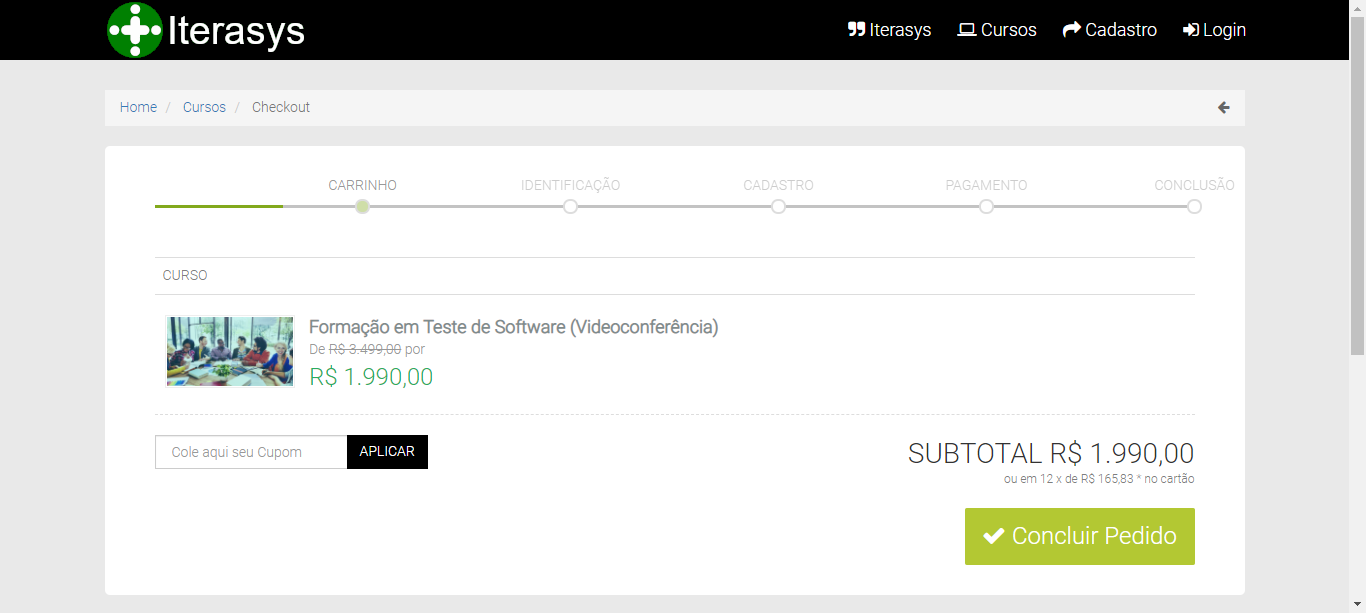 Iterasys
Iterasys Cursos Cadastro Login
Home / Cursos / Checkout
CARRINHO IDENTIFICAÇÃO CADASTRO PAGAMENTO CONCLUSÃO
CURSO
Formação em Teste de Software (Videoconferência)
De R$ 3.499,00 por
R$ 1.990,00
Cole aqui seu Cupom APLICAR
SUBTOTAL R$ 1.990,00
ou em 12 x de R$ 165,83 * no cartão
Concluir Pedido